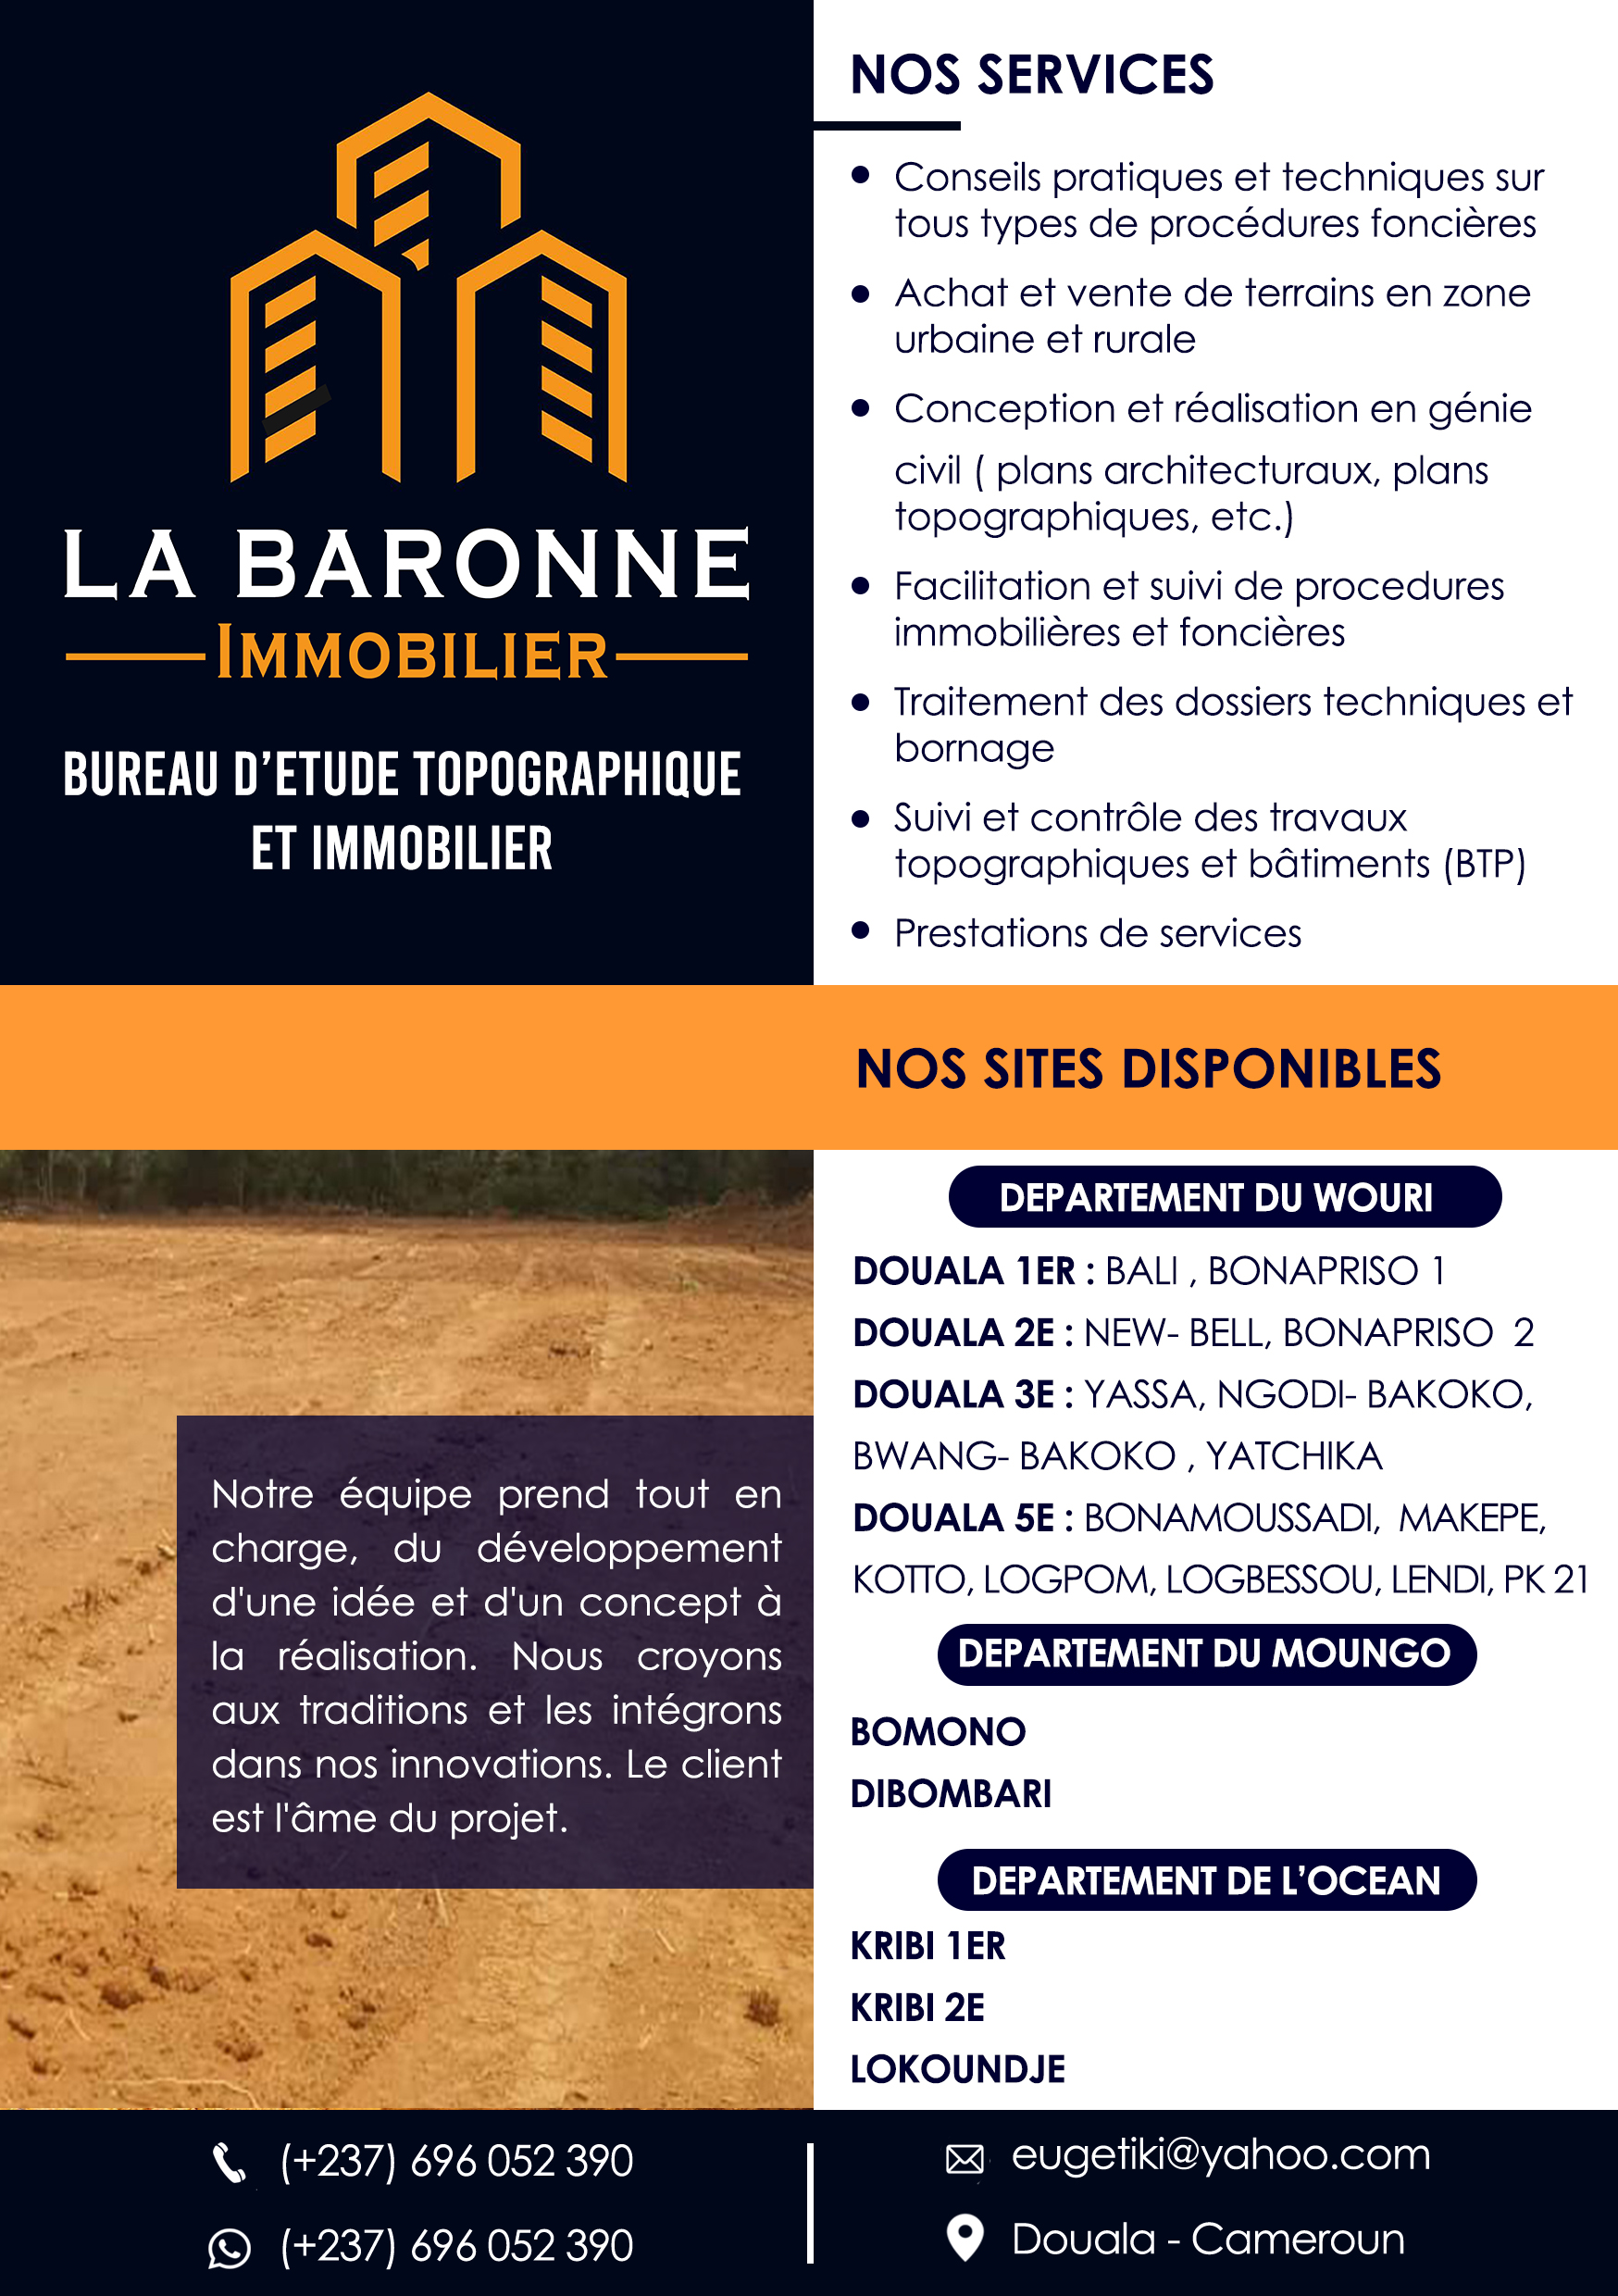 LA BARONNE
IMMOBILIER
BUREAU D'ETUDE TOPOGRAPHIQUE
ET IMMOBILIER
NOS SERVICES
• Conseils pratiques et techniques sur
tous types de procédures foncières
• Achat et vente de terrains en zone
urbaine et rurale
• Conception et réalisation en génie
civil ( plans architecturaux, plans
topographiques, etc.)
• Facilitation et suivi de procedures
immobilières et foncières
• Traitement des dossiers techniques et
bornage
• Suivi et contrôle des travaux
topographiques et bâtiments (BTP)
• Prestations de services
NOS SITES DISPONIBLES
Notre équipe prend tout en
charge, du développement
d'une idée et d'un concept à
la réalisation. Nous croyons
aux traditions et les intégrons
dans nos innovations. Le client
est l'âme du projet.
DEPARTEMENT DU WOURI
DOUALA 1ER : BALI , BONAPRISO 1
DOUALA 2E : NEW- BELL, BONAPRISO 2
DOUALA 3E : YASSA, NGODI- BAKOKO,
BWANG- BAKOKO , YATCHIKA
DOUALA 5E : BONAMOUSSADI, MAKEPE,
KOTTO, LOGPOM, LOGBESSOU, LENDI, PK 21
DEPARTEMENT DU MOUNGO
BOMONO
DIBOMBARI
DEPARTEMENT DE L'OCEAN
KRIBI 1ER
KRIBI 2E
LOKOUNDJE
(+237) 696 052 390
(+237) 696 052 390
eugetiki@yahoo.com
Douala - Cameroun